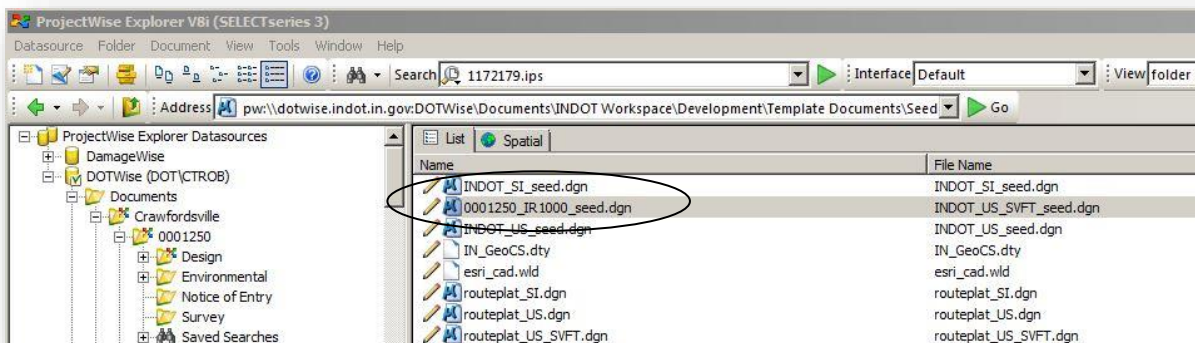 ProjectWise Explorer V8i (SELECTseries 3)
Datasource Folder Document View Tools Window Help
Search 1172179.ips Interface Default View folder
Address pw:\\dotwise.indot.in.gov:DOTWise\Documents\INDOT Workspace\Development\Template Documents\Seed Go
ProjectWise Explorer Datasources
DamageWise
DOTWise (DOT\CTROB)
Documents
Crawfordsville
0001250
Design
Environmental
Notice of Entry
Survey
Saved Searches
List Spatial
Name File Name
INDOT_SI_seed.dgn INDOT_SI_seed.dgn
0001250_IR1000_seed.dgn INDOT_US_SVFT_seed.dgn
INDOT_US_seed.dgn INDOT_US_seed.dgn
IN_GeoCS.dty IN_GeoCS.dty
esri_cad.wld esri_cad.wld
routeplat_SI.dgn routeplat_SI.dgn
routeplat_US.dgn routeplat_US.dgn
routeplat_US_SVFT.dgn routeplat_US_SVFT.dgn